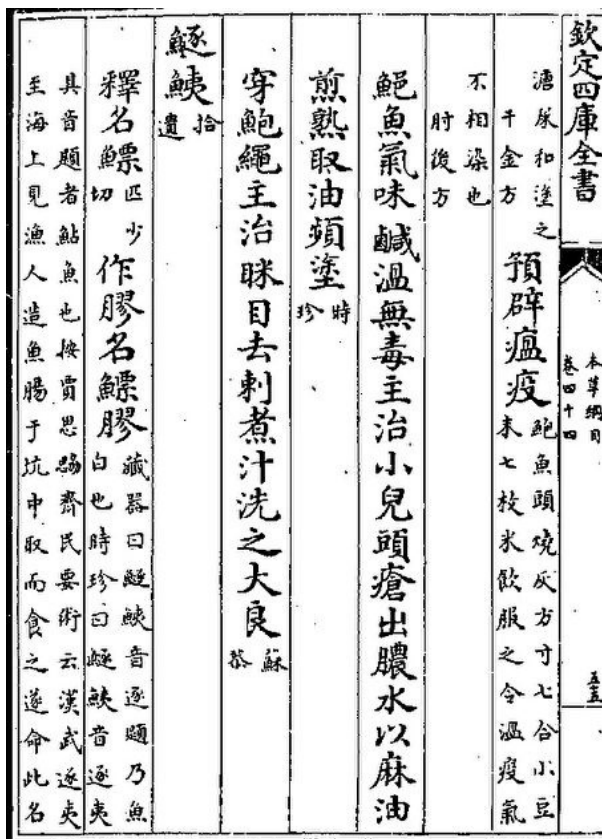 欽定四庫全書
本草綱目
卷四十四
五五
溏尿和塗之
千金方
預辟瘟疫
鮑魚頭燒灰方寸七合小豆
末七枚米飲服之令瘟疫氣
不相染也
肘後方
鮑魚氣味鹹溫無毒主治小兒頭瘡出膿水以麻油
煎熟取油頻塗
時珍
穿鮑繩主治眯目去刺煮汁洗之大良
蘇恭
鱁鮧
拾遺
釋名鰾
匹少切
作膠名鰾膠
藏器曰鱁鮧音逐題乃魚
白也時珍曰鱁鮧音逐夷
其音題者鮎魚也按賈思勰齊民要術云漢武逐夷
至海上見漁人造魚腸于坑中取而食之遂命此名